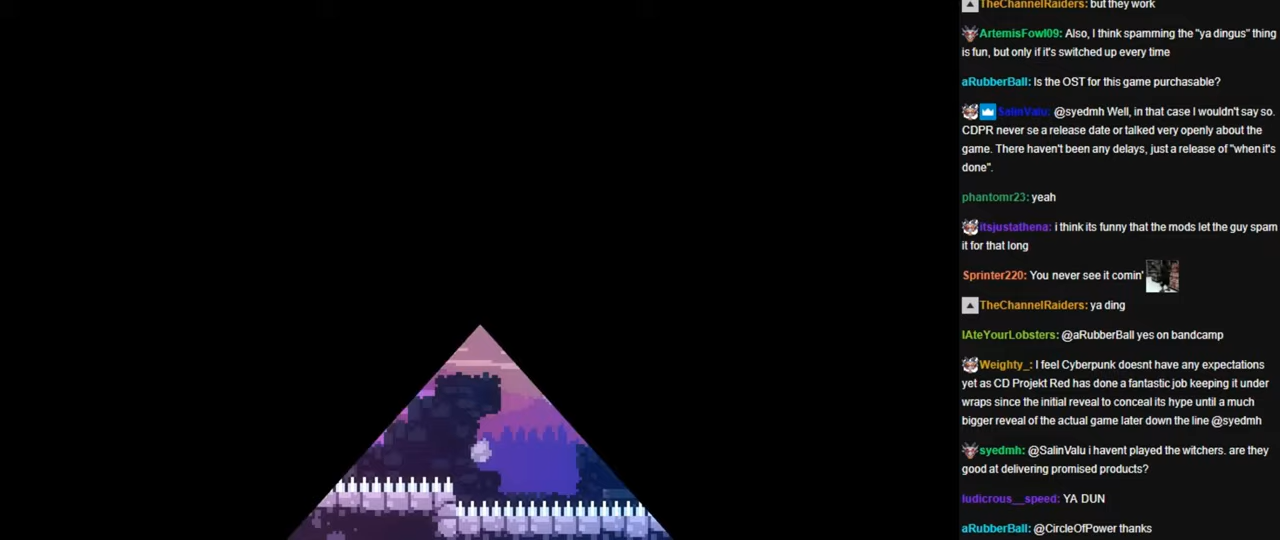 TheChannelRaiders: but they work
ArtemisFowl09: Also, I think spamming the "ya dingus" thing
is fun, but only if it's switched up every time
aRubberBall: Is the OST for this game purchasable?
SalinValu: @syedmh Well, in that case I wouldn't say so.
CDPR never se a release date or talked very openly about the
game. There haven't been any delays, just a release of "when it's
done".
phantomr23: yeah
itsjustathena: i think its funny that the mods let the guy spam
it for that long
Sprinter220: You never see it comin'
TheChannelRaiders: ya ding
IAteYourLobsters: @aRubberBall yes on bandcamp
Weighty_: I feel Cyberpunk doesnt have any expectations
yet as CD Projekt Red has done a fantastic job keeping it under
wraps since the initial reveal to conceal its hype until a much
bigger reveal of the actual game later down the line @syedmh
syedmh: @SalinValu i havent played the witchers. are they
good at delivering promised products?
ludicrous__speed: YA DUN
aRubberBall: @CircleOfPower thanks